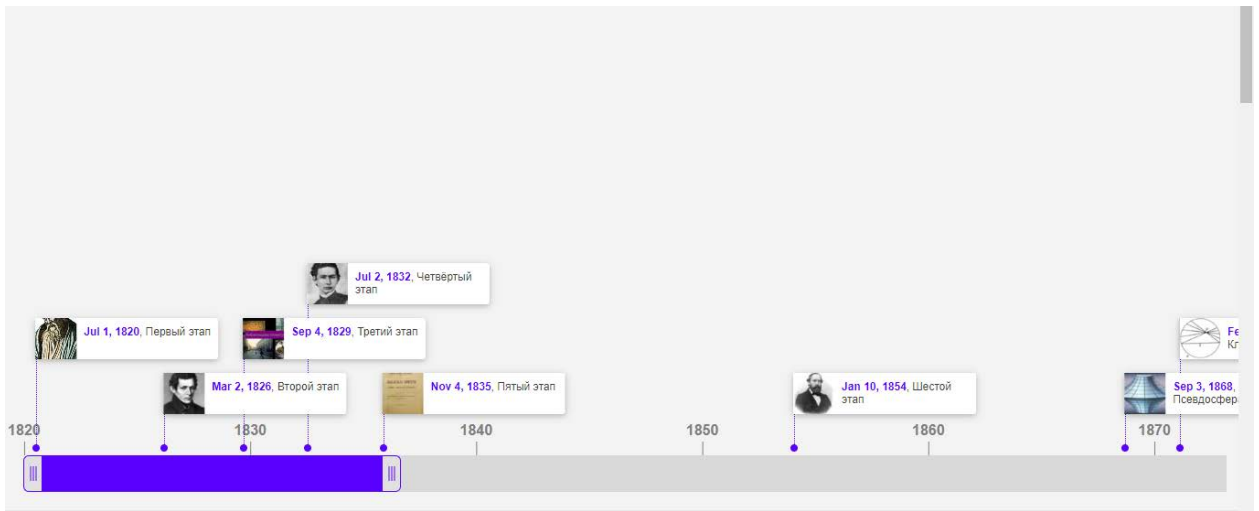 Jul 2, 1832, Четвёртый
этап
Jul 1, 1820, Первый этап
Sep 4, 1829, Третий этап
Mar 2, 1826, Второй этап
Nov 4, 1835, Пятый этап
Jan 10, 1854, Шестой
этап
Sep 3, 1868,
1820
1830
1840
1850
1860
1870